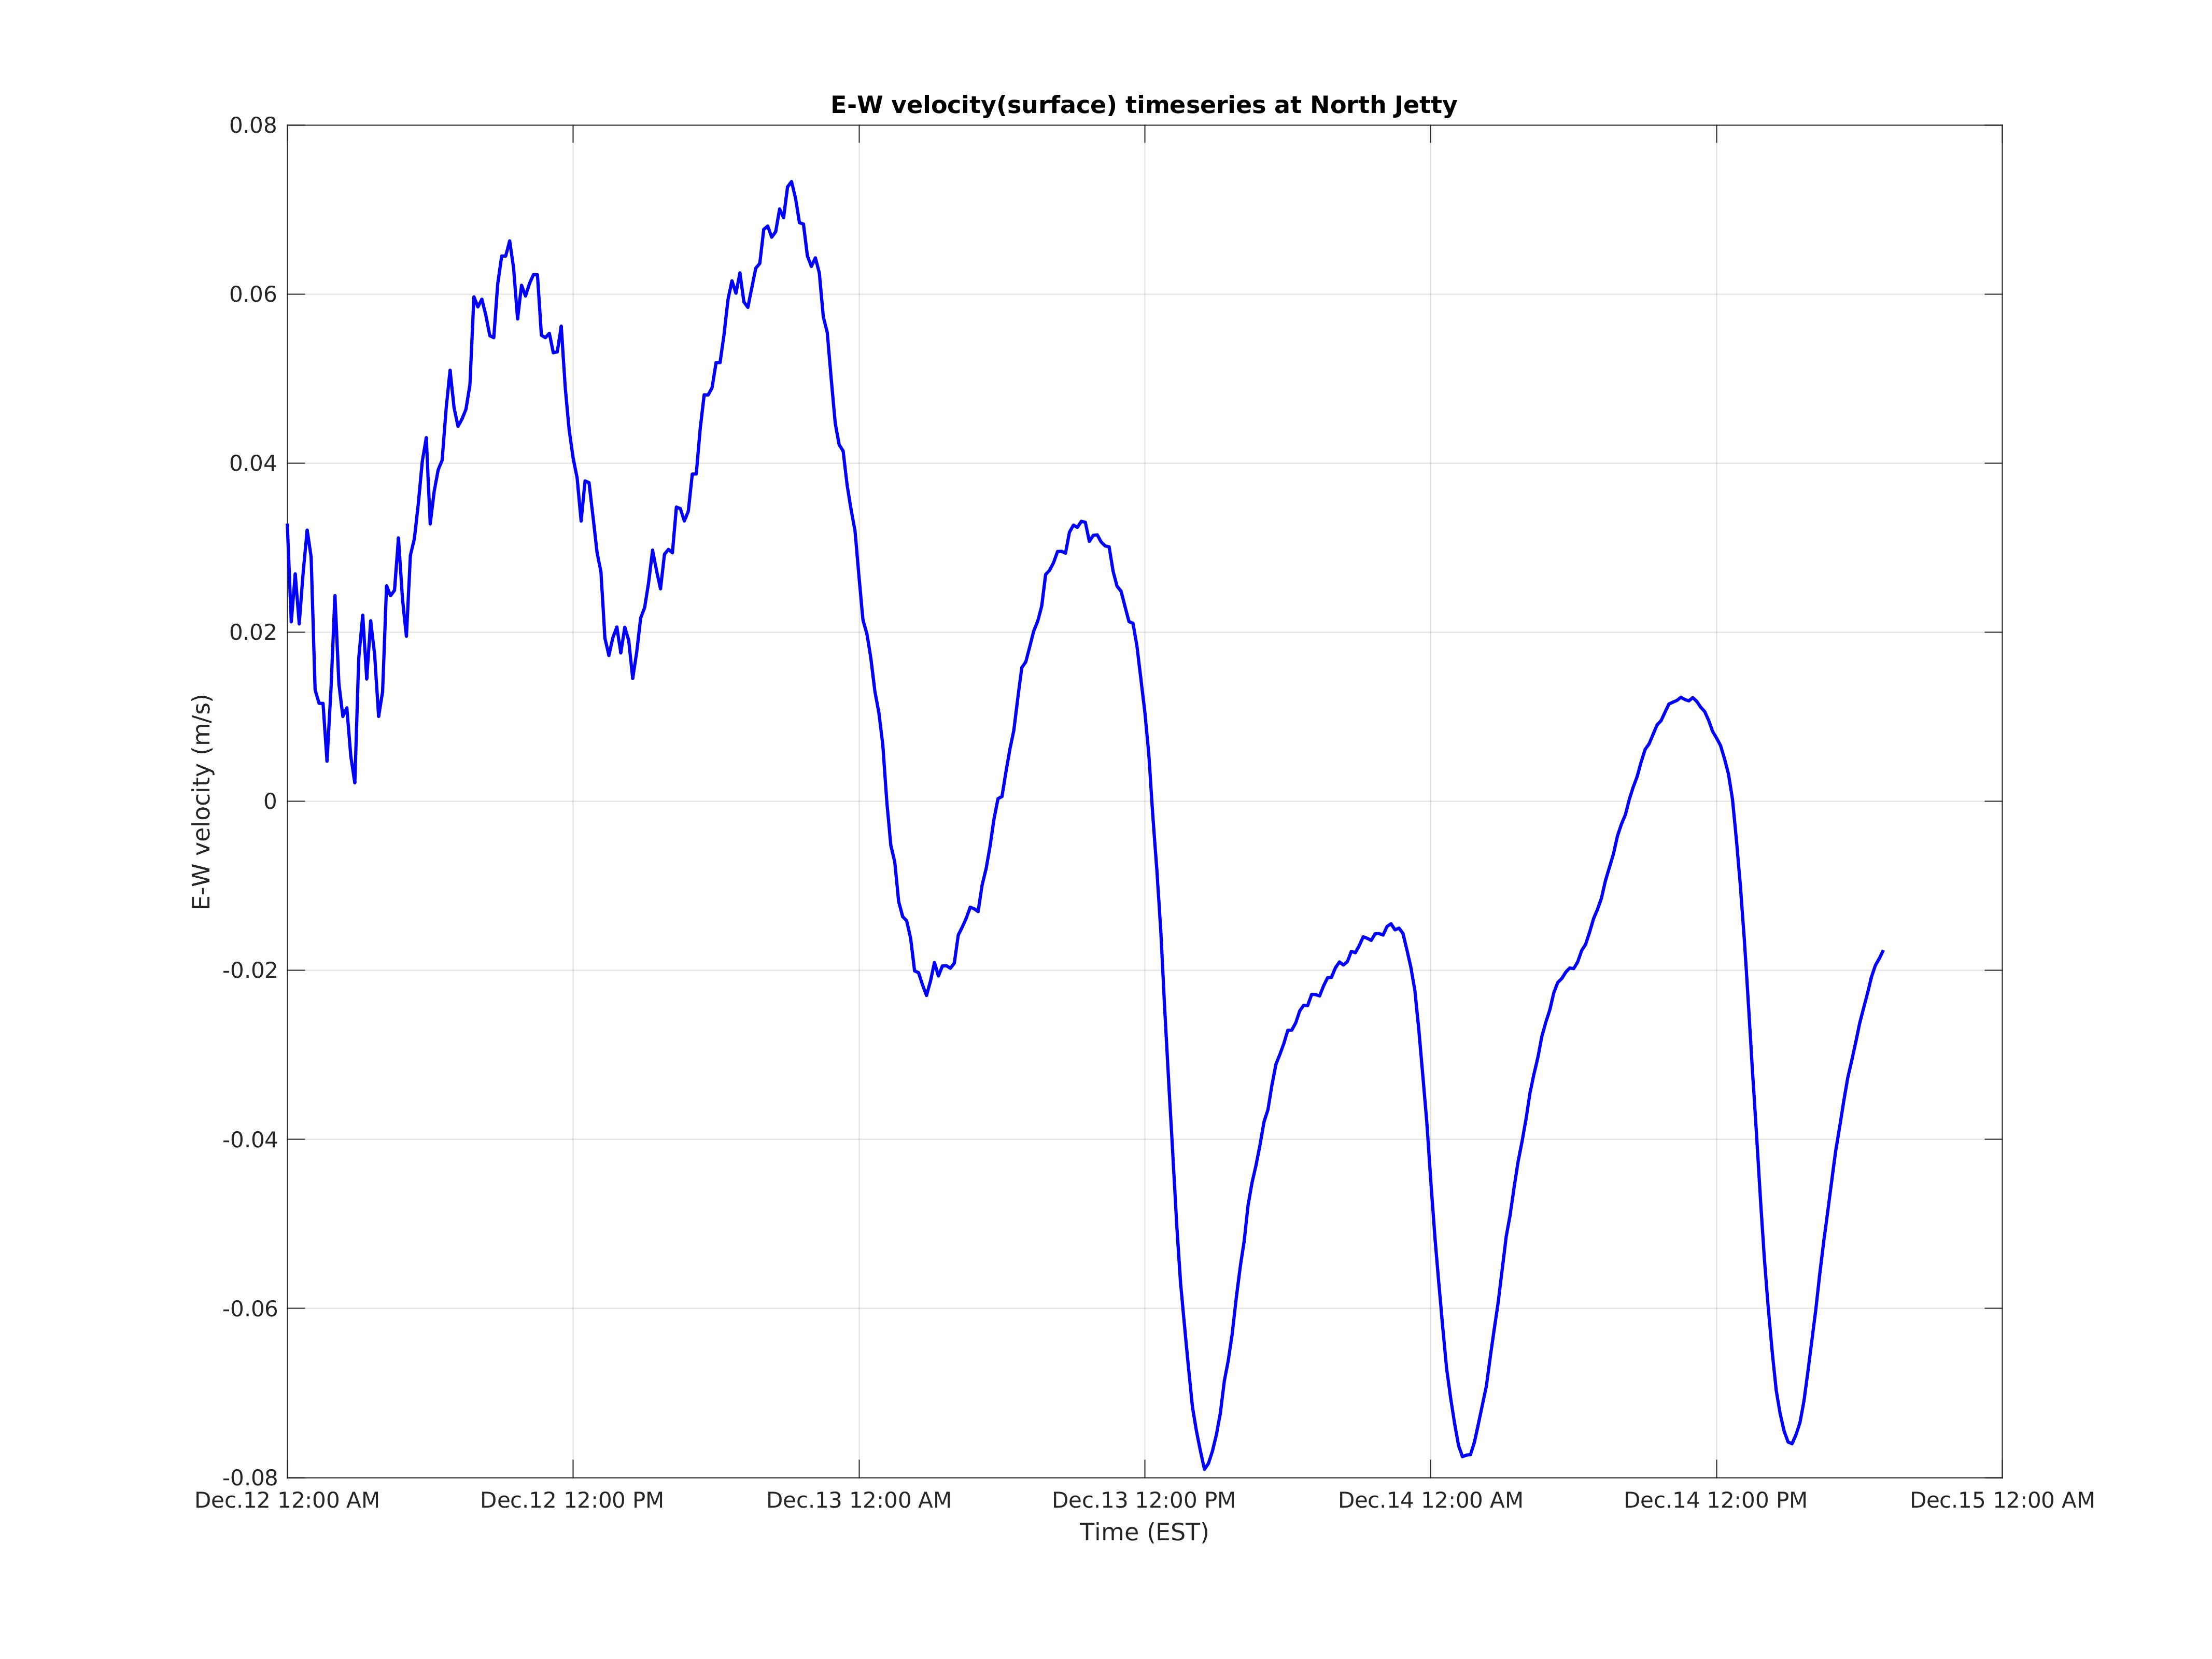 E-W velocity(surface) timeseries at North Jetty
0.08
0.06
0.04
0.02
0
-0.02
-0.04
-0.06
-0.08
E-W velocity (m/s)
Dec.12 12:00 AM Dec.12 12:00 PM Dec.13 12:00 AM Dec.13 12:00 PM Dec.14 12:00 AM Dec.14 12:00 PM Dec.15 12:00 AM
Time (EST)